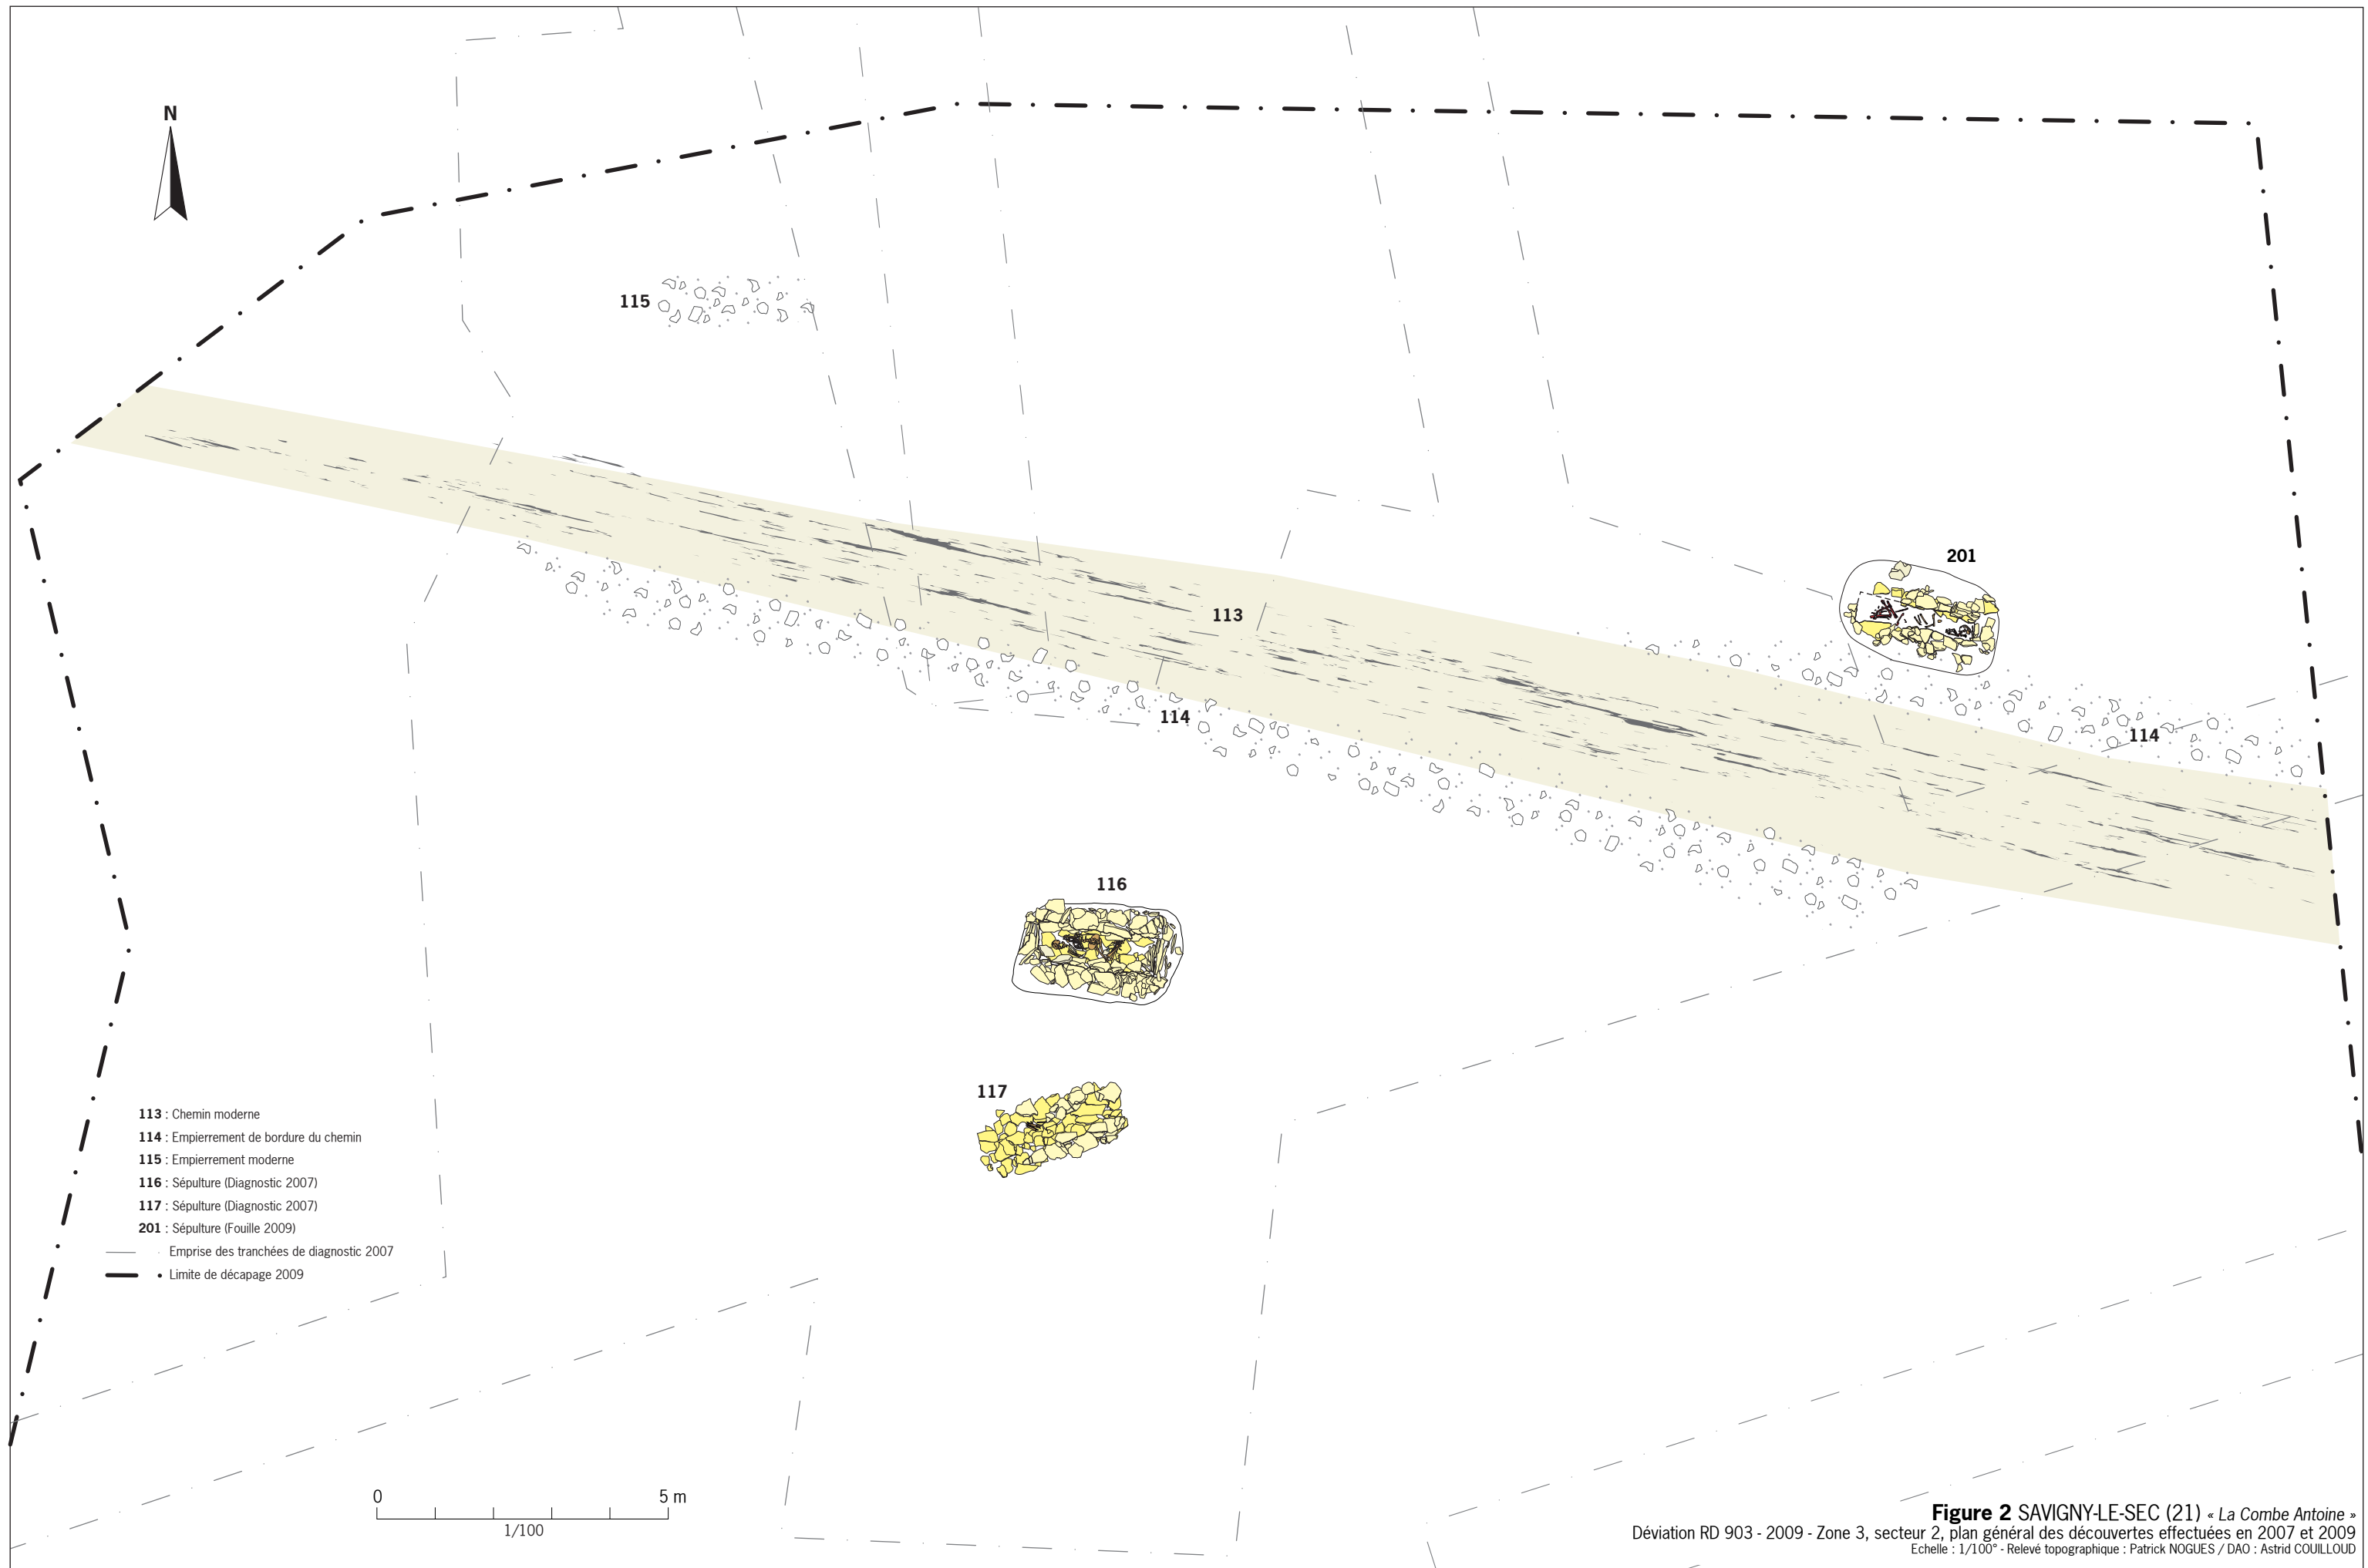 N
115
201
113
114
114
116
117
113 : Chemin moderne
114 : Empierrement de bordure du chemin
115 : Empierrement moderne
116 : Sépulture (Diagnostic 2007)
117 : Sépulture (Diagnostic 2007)
201 : Sépulture (Fouille 2009)
Emprise des tranchées de diagnostic 2007
Limite de décapage 2009
0 5 m
1/100
Figure 2 SAVIGNY-LE-SEC (21) « La Combe Antoine »
Déviation RD 903 - 2009 - Zone 3, secteur 2, plan général des découvertes effectuées en 2007 et 2009
Echelle : 1/100° - Relevé topographique : Patrick NOGUES / DAO : Astrid COUILLOUD